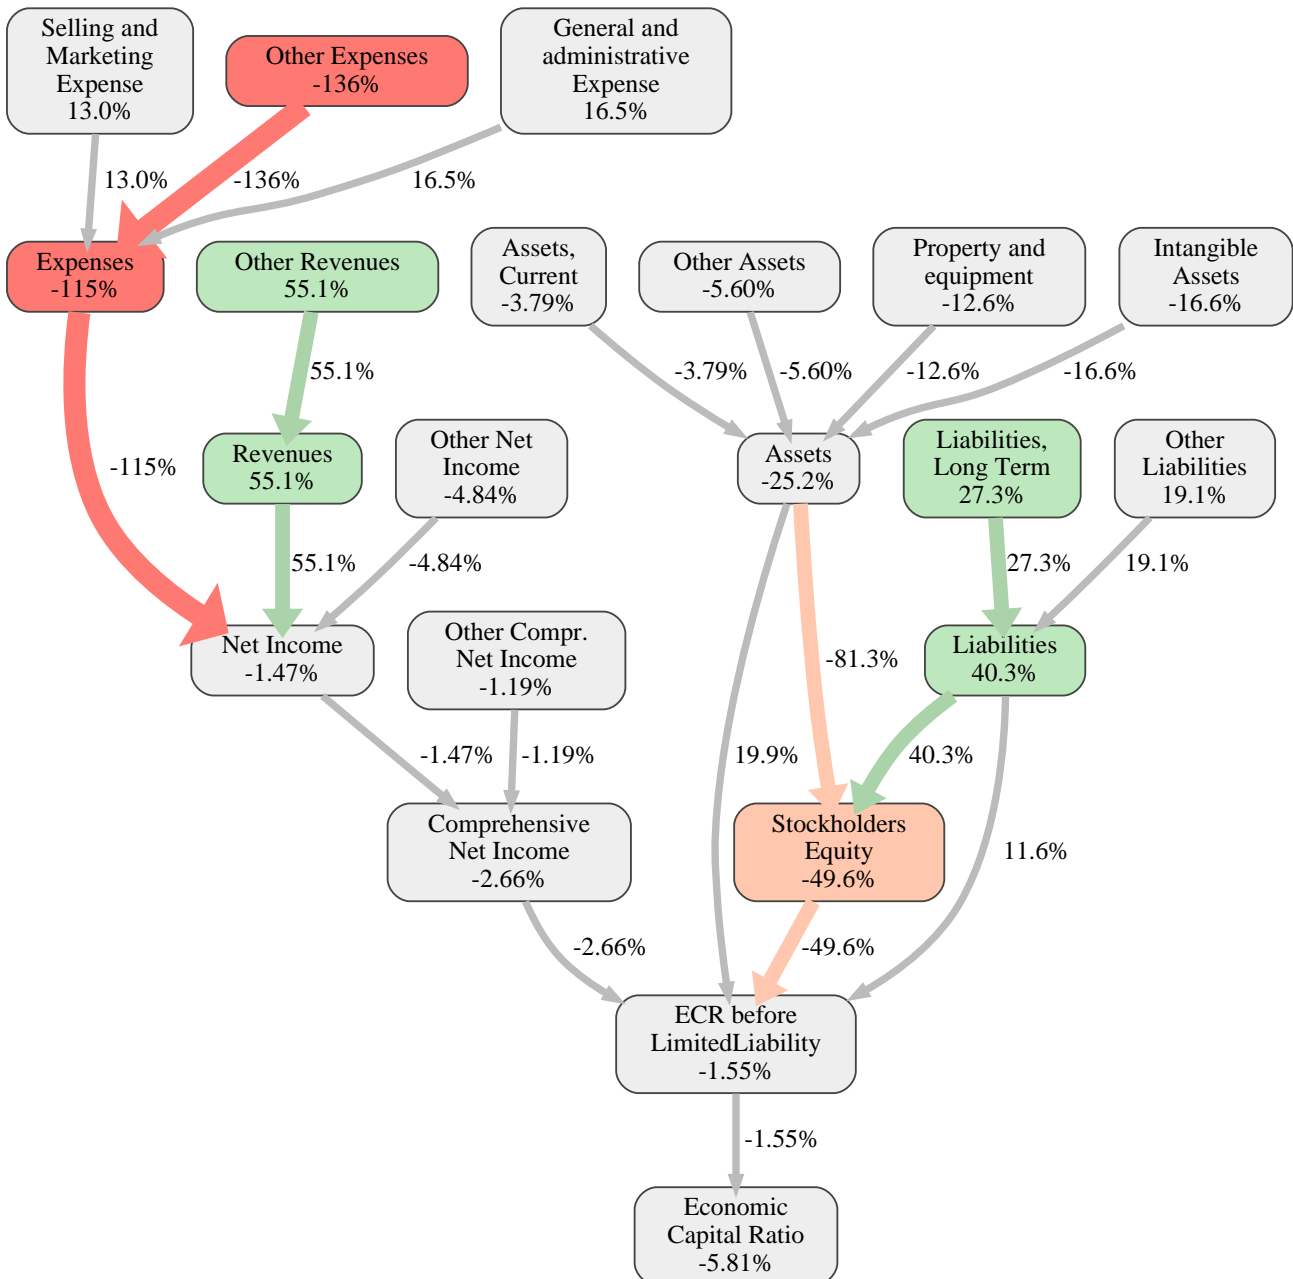 Selling and
Marketing
Expense
13.0%
Other Expenses
-136%
General and
administrative
Expense
16.5%
13.0%
-136%
16.5%
Expenses
-115%
Other Revenues
55.1%
Assets,
Current
-3.79%
Other Assets
-5.60%
Property and
equipment
-12.6%
Intangible
Assets
-16.6%
55.1%
-3.79%
-5.60%
-12.6%
-16.6%
-115%
Revenues
55.1%
Other Net
Income
-4.84%
Assets
-25.2%
Liabilities,
Long Term
27.3%
Other
Liabilities
19.1%
55.1%
-4.84%
27.3%
19.1%
Net Income
-1.47%
Other Compr.
Net Income
-1.19%
-81.3%
Liabilities
40.3%
-1.47%
-1.19%
19.9%
40.3%
Comprehensive
Net Income
-2.66%
Stockholders
Equity
-49.6%
11.6%
-2.66%
-49.6%
ECR before
LimitedLiability
-1.55%
-1.55%
Economic
Capital Ratio
-5.81%